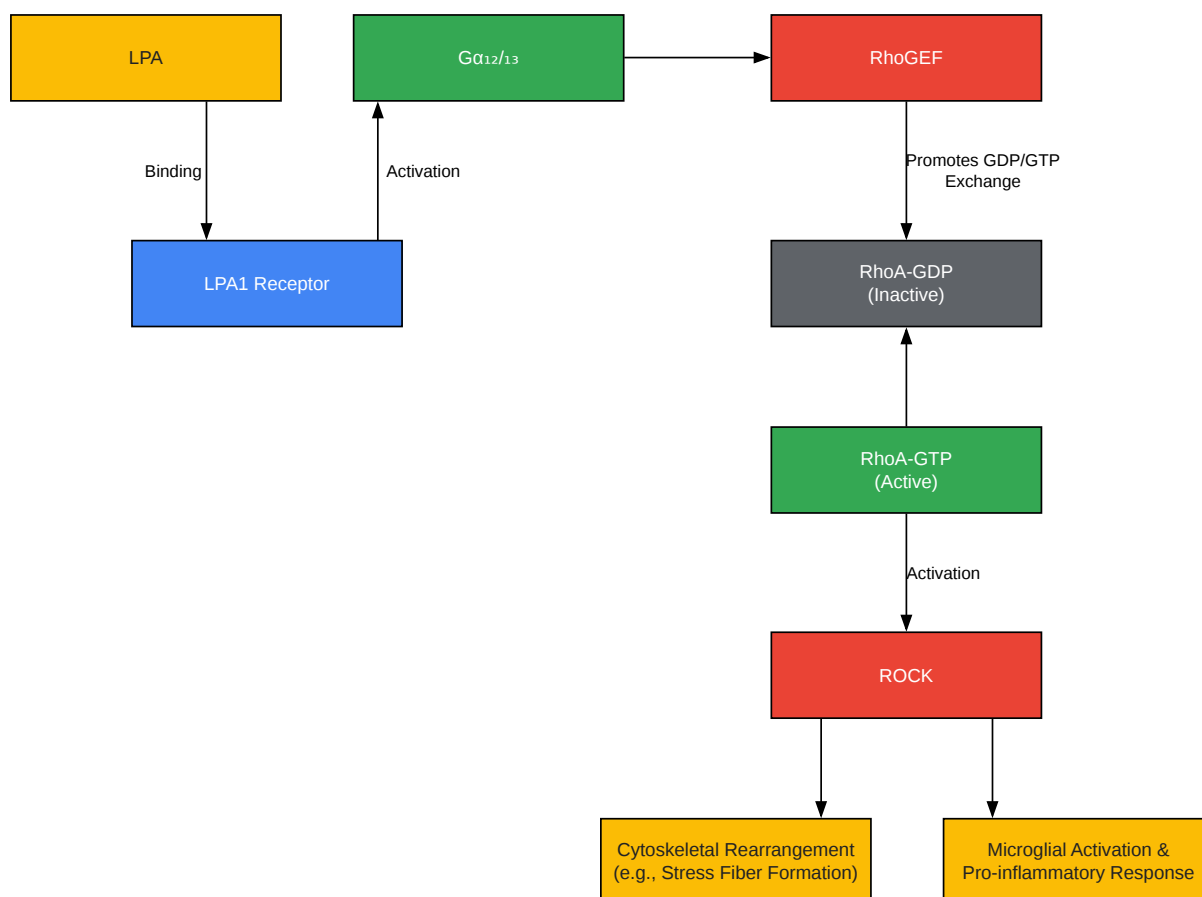 LPA
Gα₁₂/₁₃
RhoGEF
Binding
Activation
Promotes GDP/GTP
Exchange
LPA1 Receptor
RhoA-GDP
(Inactive)
RhoA-GTP
(Active)
Activation
ROCK
Cytoskeletal Rearrangement
(e.g., Stress Fiber Formation)
Microglial Activation &
Pro-inflammatory Response